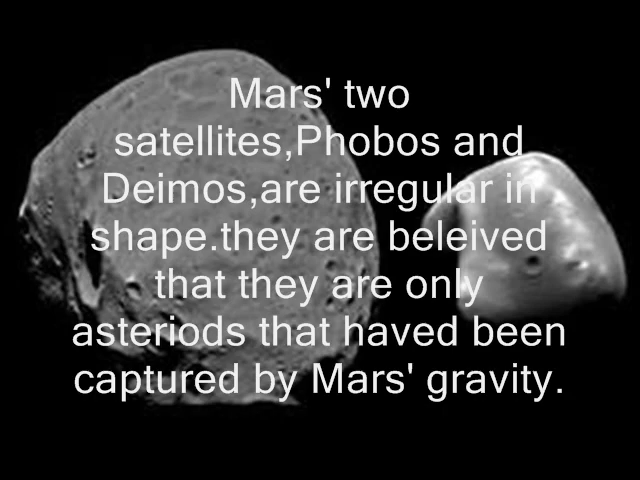 Mars' two
satellites,Phobos and
Deimos,are irregular in
shape.they are beleived
that they are only
asteriods that haved been
captured by Mars' gravity.